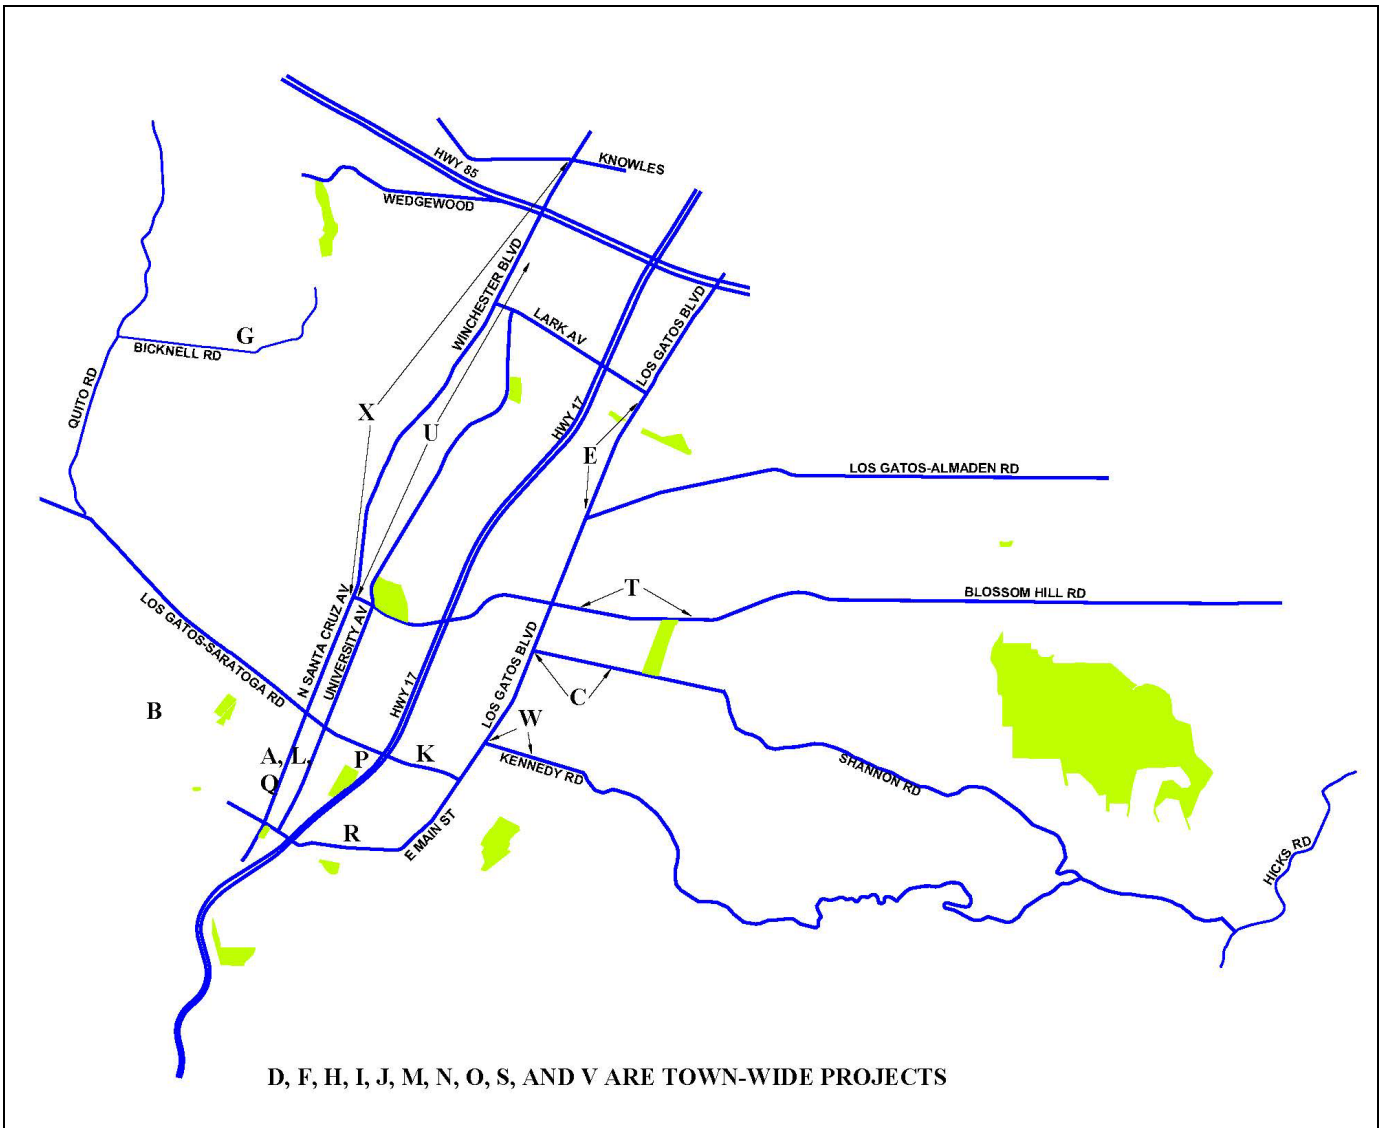 HWY 85
KNOWLES
WEDGEWOOD
WINCHESTER BLVD
LARK AV
LOS GATOS BLVD
G
BICKNELL RD
QUITO RD
X
U
HWY 17
E
LOS GATOS-ALMADEN RD
T
BLOSSOM HILL RD
LOS GATOS-SARATOGA RD
N SANTA CRUZ AV
UNIVERSITY AV
HWY 17
LOS GATOS BLVD
C
B
W
A, L,
Q
P
K
KENNEDY RD
SHANNON RD
R
E MAIN ST
HICKS RD
D, F, H, I, J, M, N, O, S, AND V ARE TOWN-WIDE PROJECTS